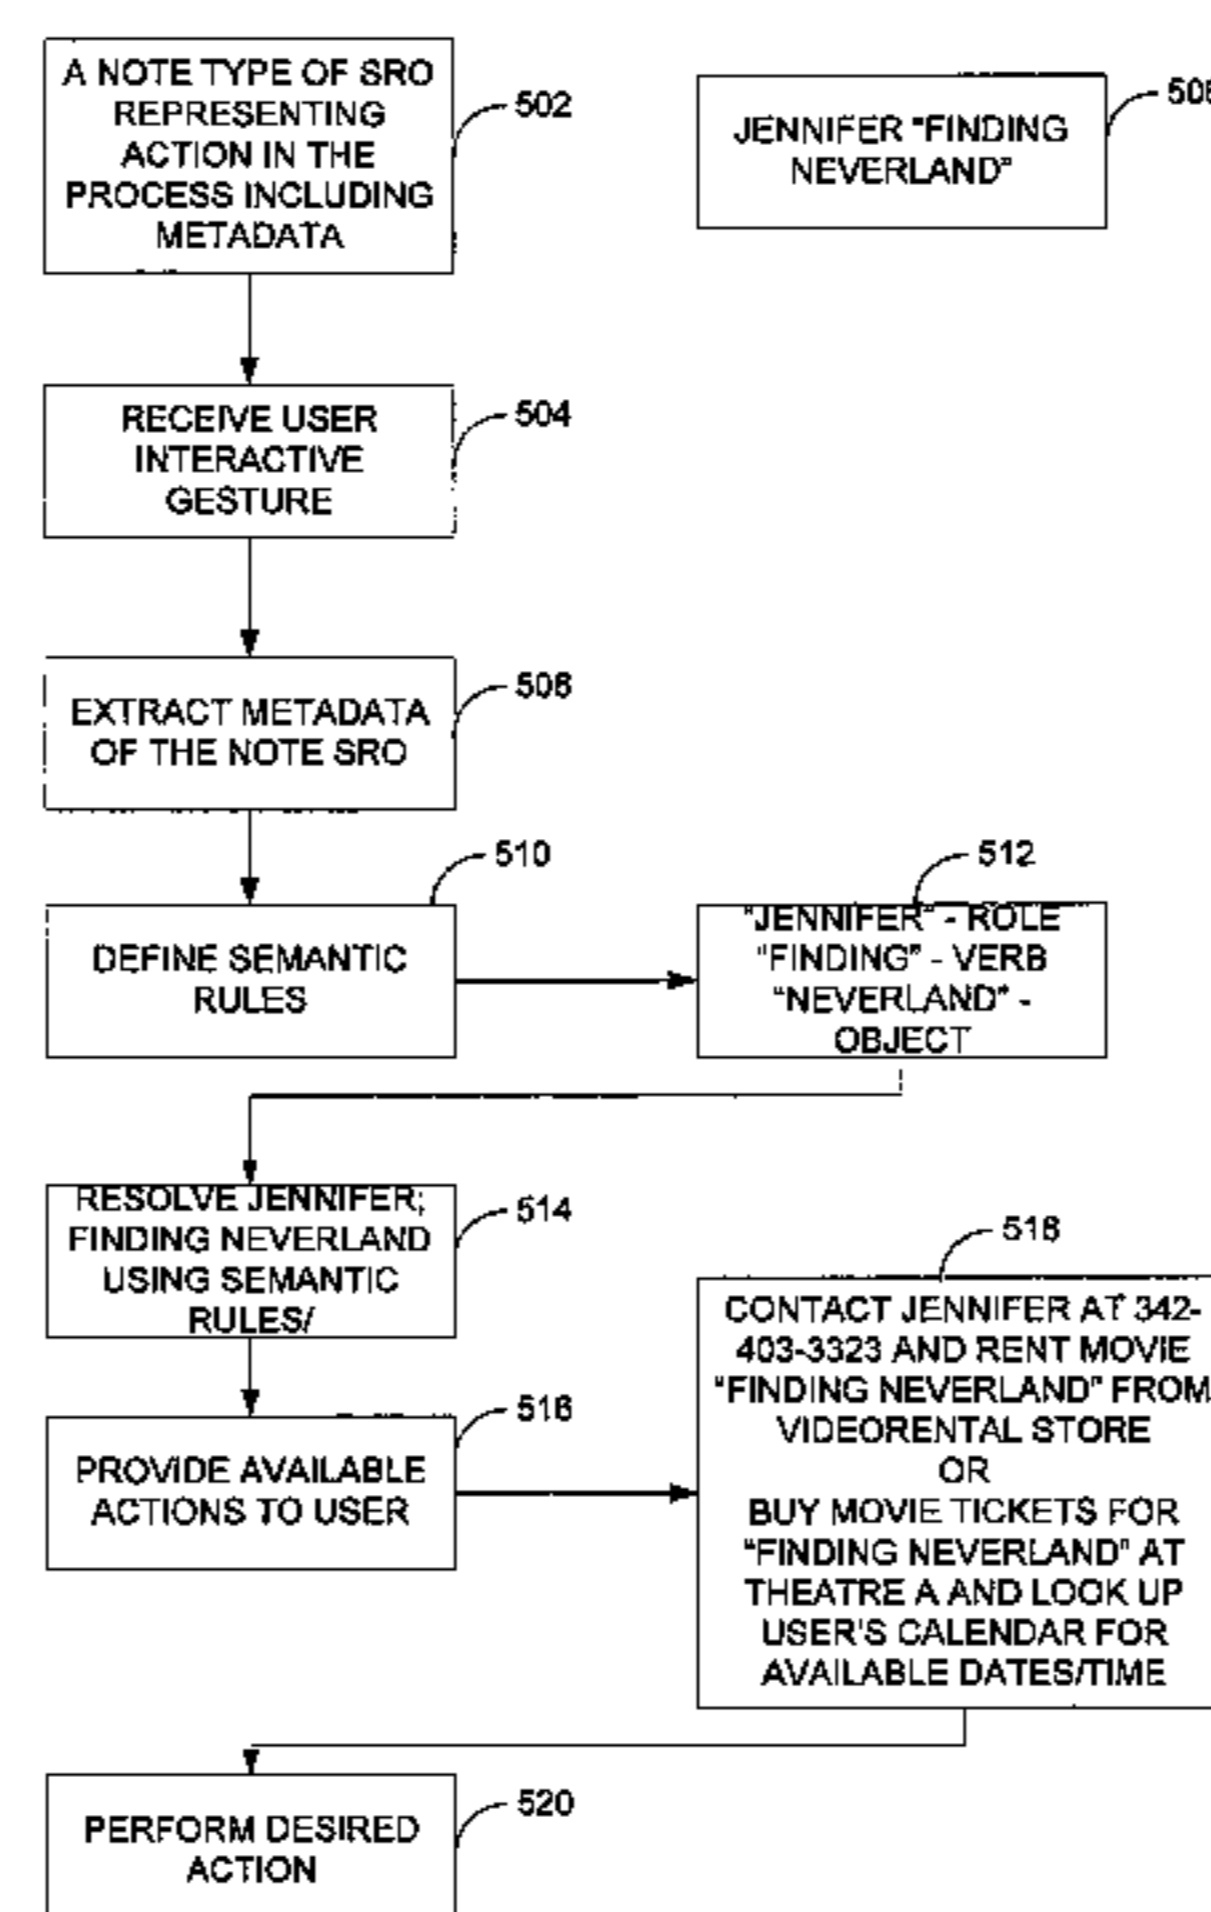 A NOTE TYPE OF SRO
REPRESENTING
ACTION IN THE
PROCESS INCLUDING
METADATA
502
JENNIFER "FINDING
NEVERLAND"
RECEIVE USER
INTERACTIVE
GESTURE
504
EXTRACT METADATA
OF THE NOTE SRO
506
510
DEFINE SEMANTIC
RULES
512
"JENNIFER" - ROLE
"FINDING" - VERB
"NEVERLAND" -
OBJECT
RESOLVE JENNIFER;
FINDING NEVERLAND
USING SEMANTIC
RULES/
514
516
PROVIDE AVAILABLE
ACTIONS TO USER
518
CONTACT JENNIFER AT 342-
403-3323 AND RENT MOVIE
"FINDING NEVERLAND" FROM
VIDEORENTAL STORE
OR
BUY MOVIE TICKETS FOR
"FINDING NEVERLAND" AT
THEATRE A AND LOOK UP
USER'S CALENDAR FOR
AVAILABLE DATES/TIME
520
PERFORM DESIRED
ACTION